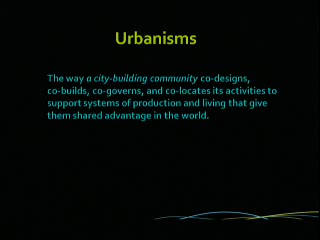 Urbanisms
The way a city-building community co-designs,
co-builds, co-governs, and co-locates its activities to
support systems of production and living that give
them shared advantage in the world.